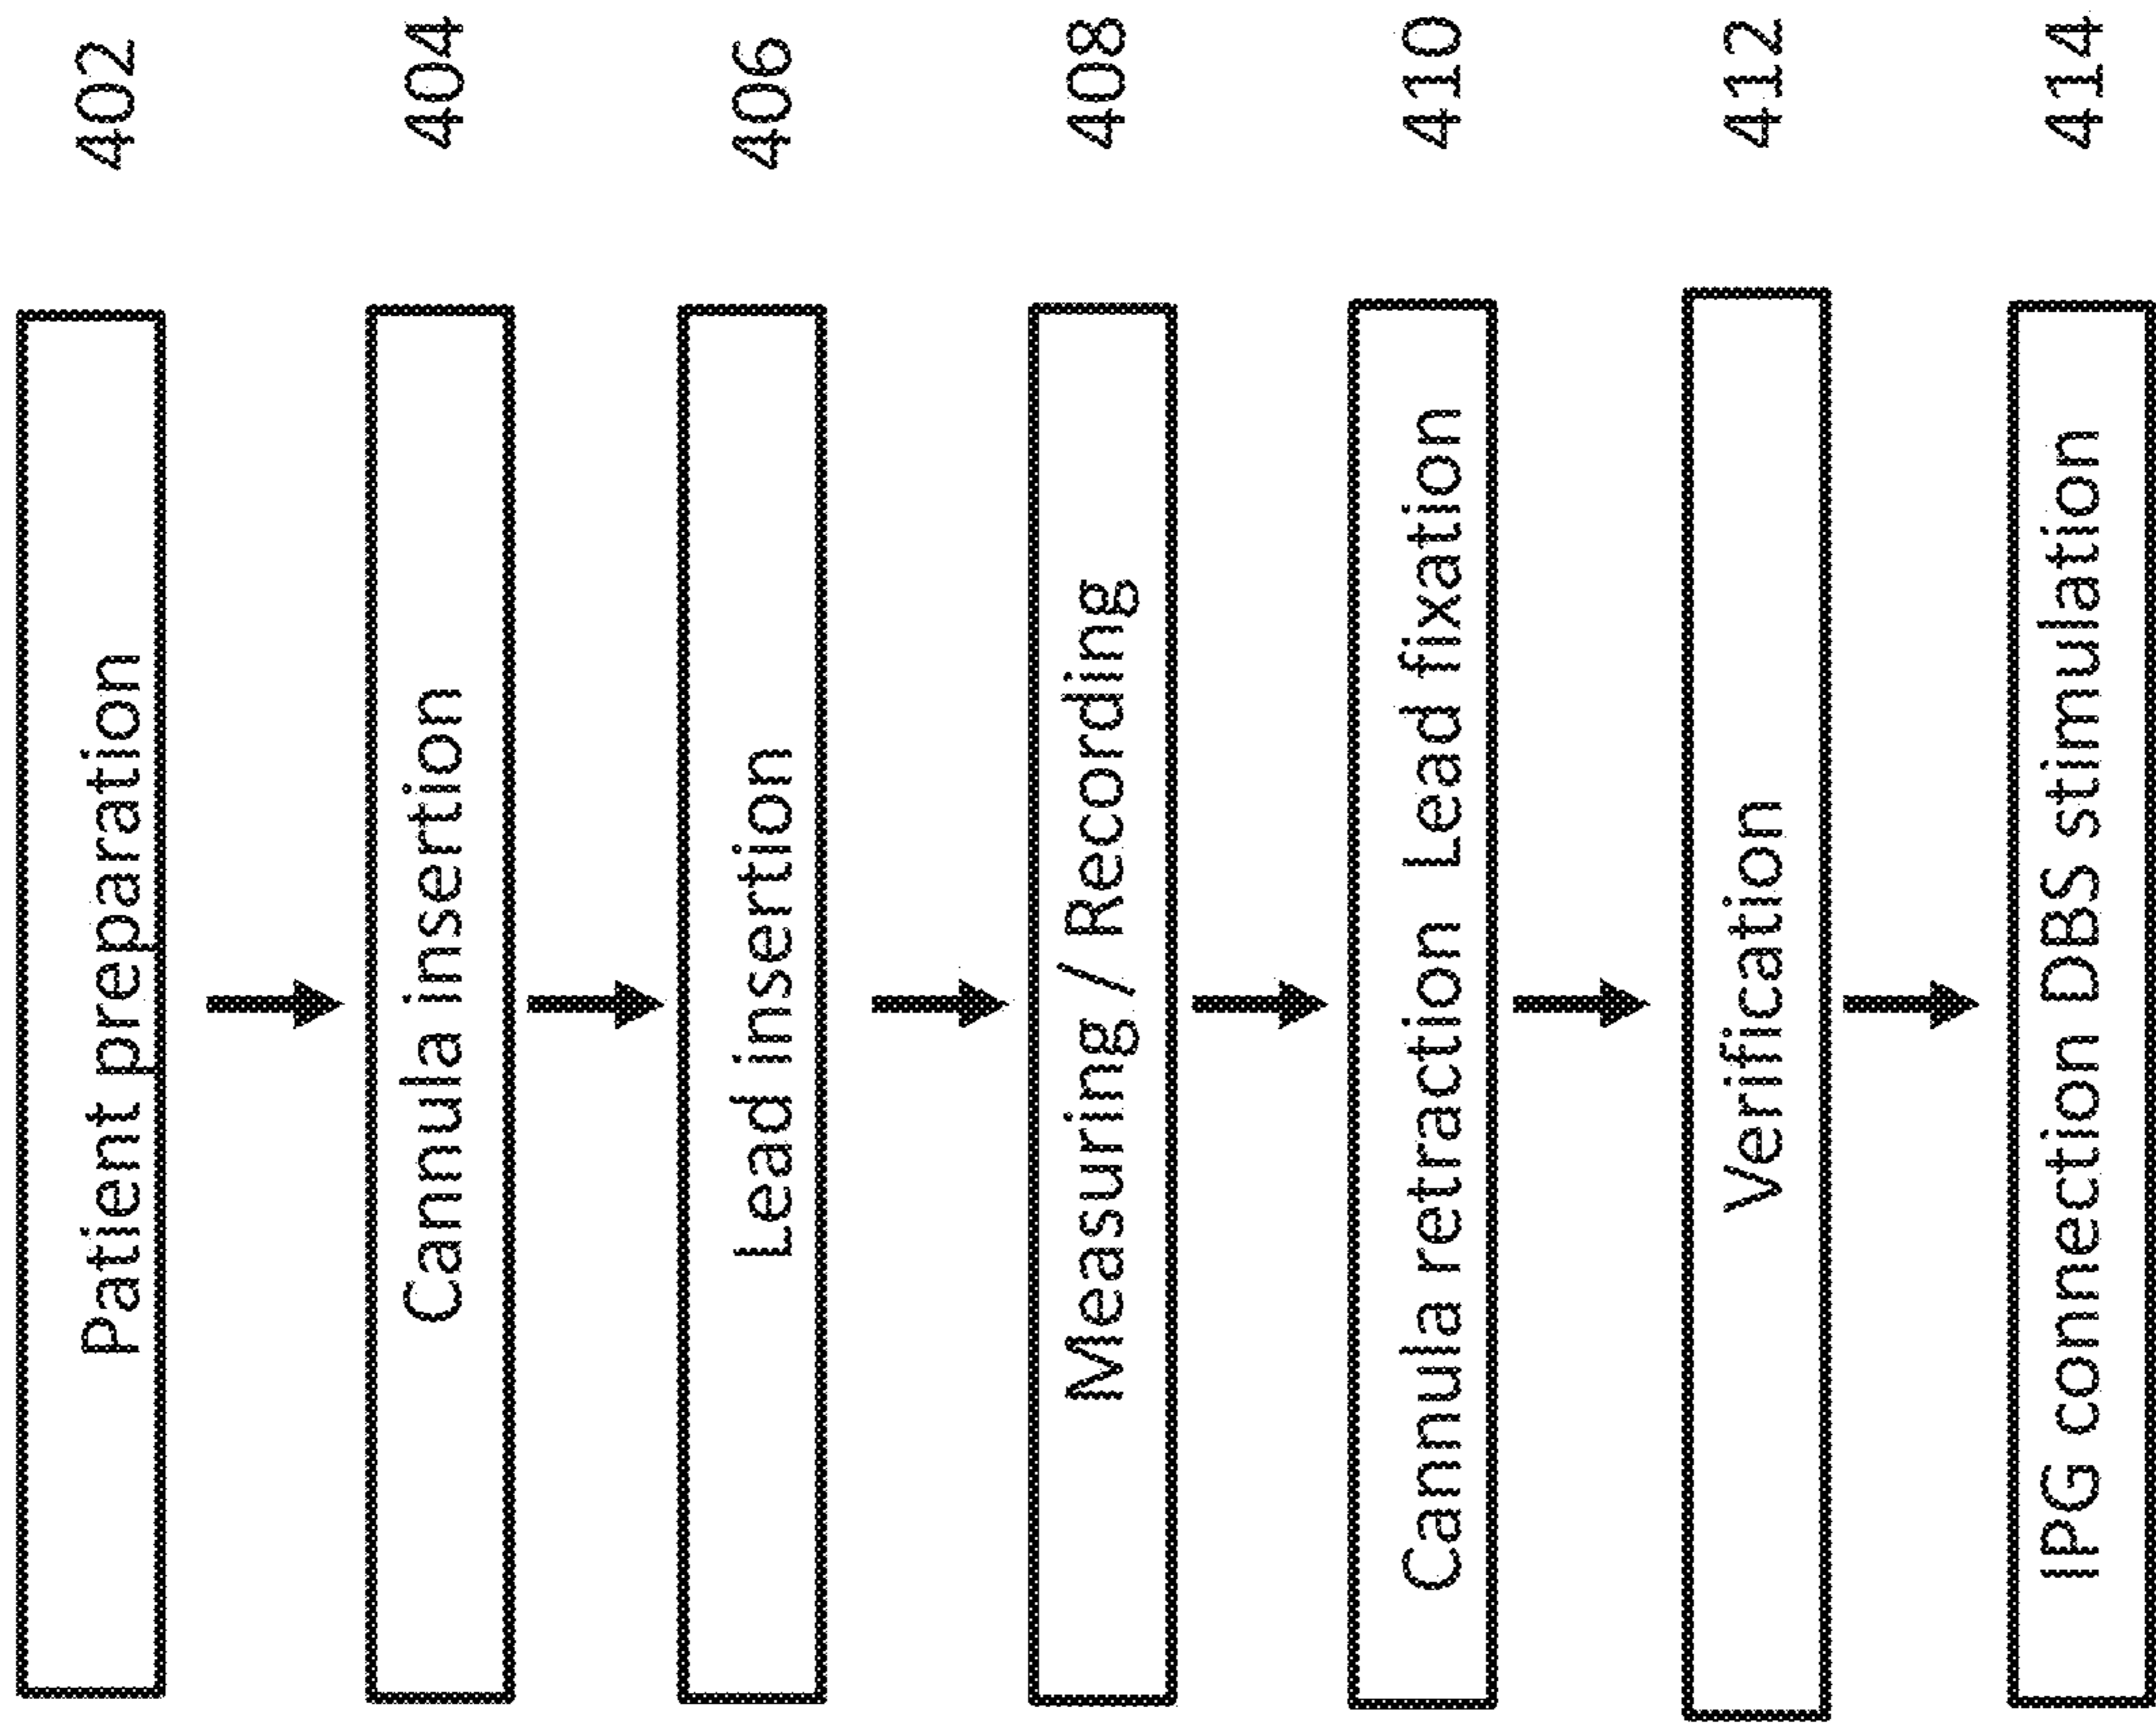 Patient preparation 402
Cannula insertion 404
Lead insertion 406
Measuring / Recording 408
Cannula retraction Lead fixation 410
Verification 412
IPG connection DBS stimulation 414